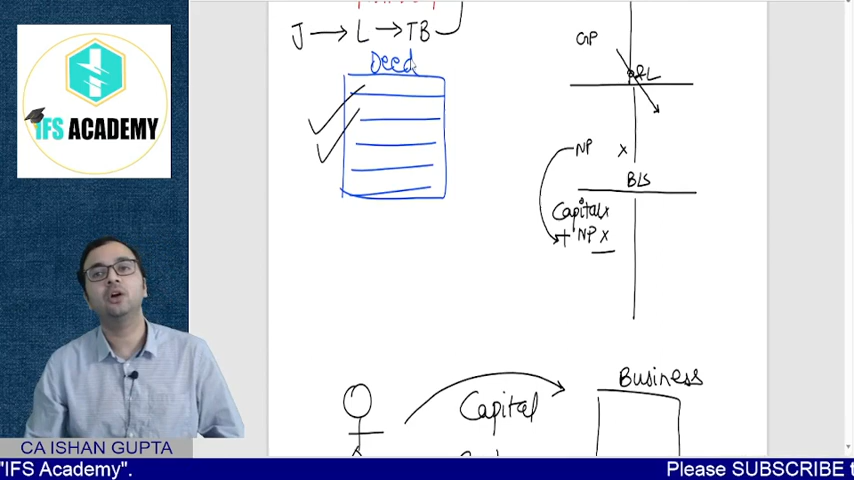 J → L → TB
Deed
GP
P&L
NP x
B/S
Capital x
+ NP x
Capital
Business
IFS ACADEMY
CA ISHAN GUPTA
"IFS Academy".
Please SUBSCRIBE t